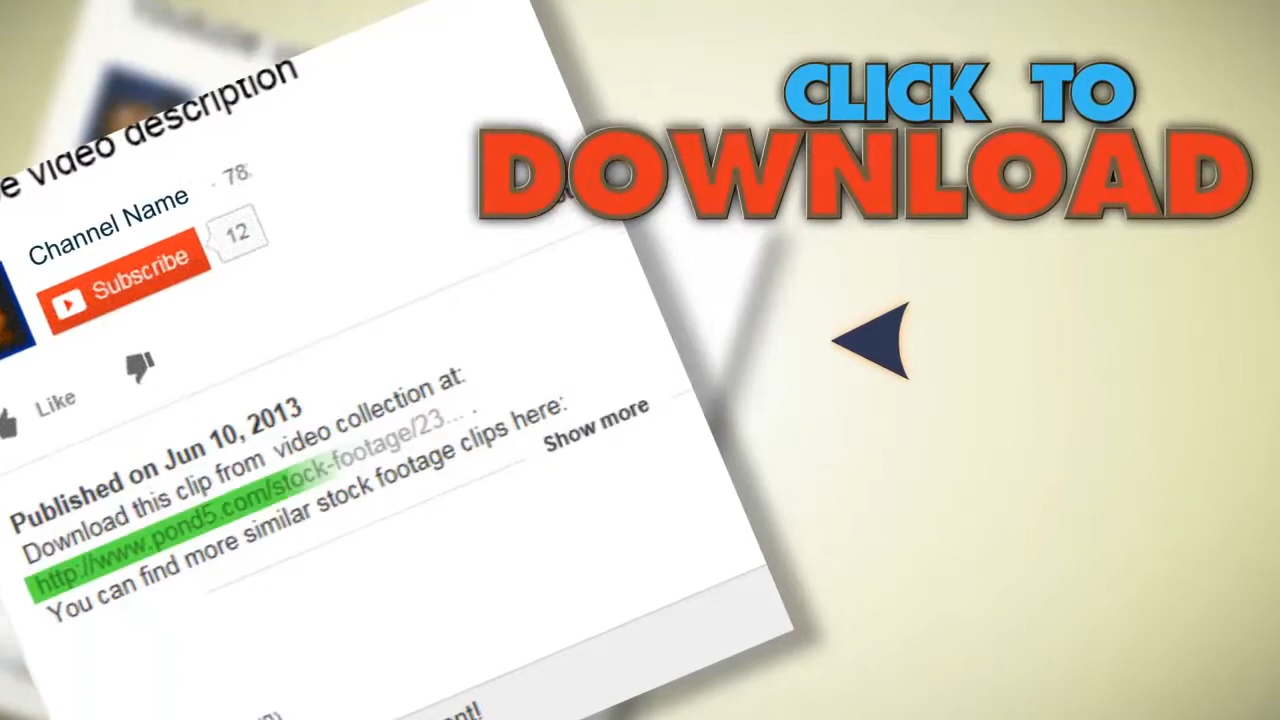 CLICK TO
DOWNLOAD
e video description
Channel Name
78
Subscribe
12
Like
Published on Jun 10, 2013
Download this clip from video collection at:
http://www.pond5.com/stock-footage/23... .
You can find more similar stock footage clips here:
Show more